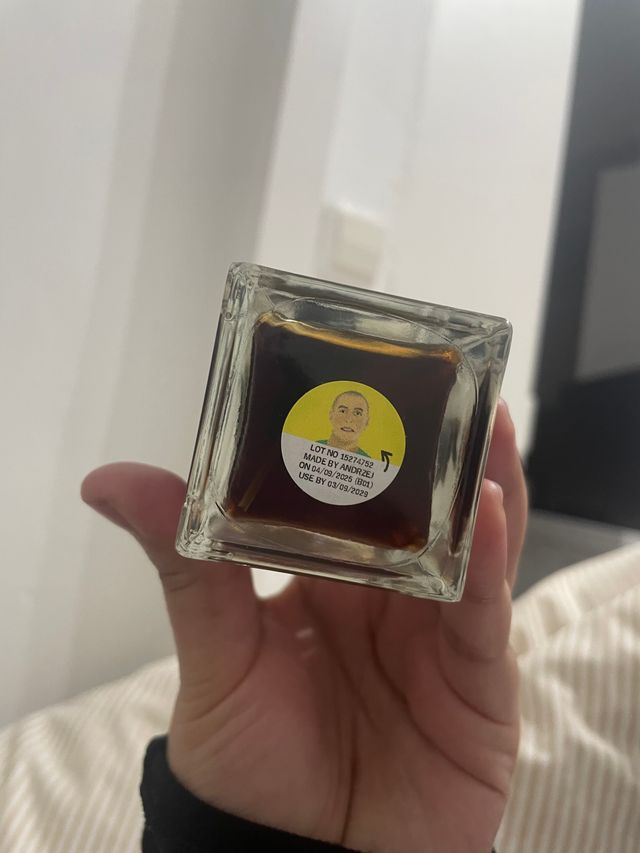 LOT NO 15274752
MADE BY ANDRZEJ
ON 04/09/2025 (B01)
USE BY 03/09/2029